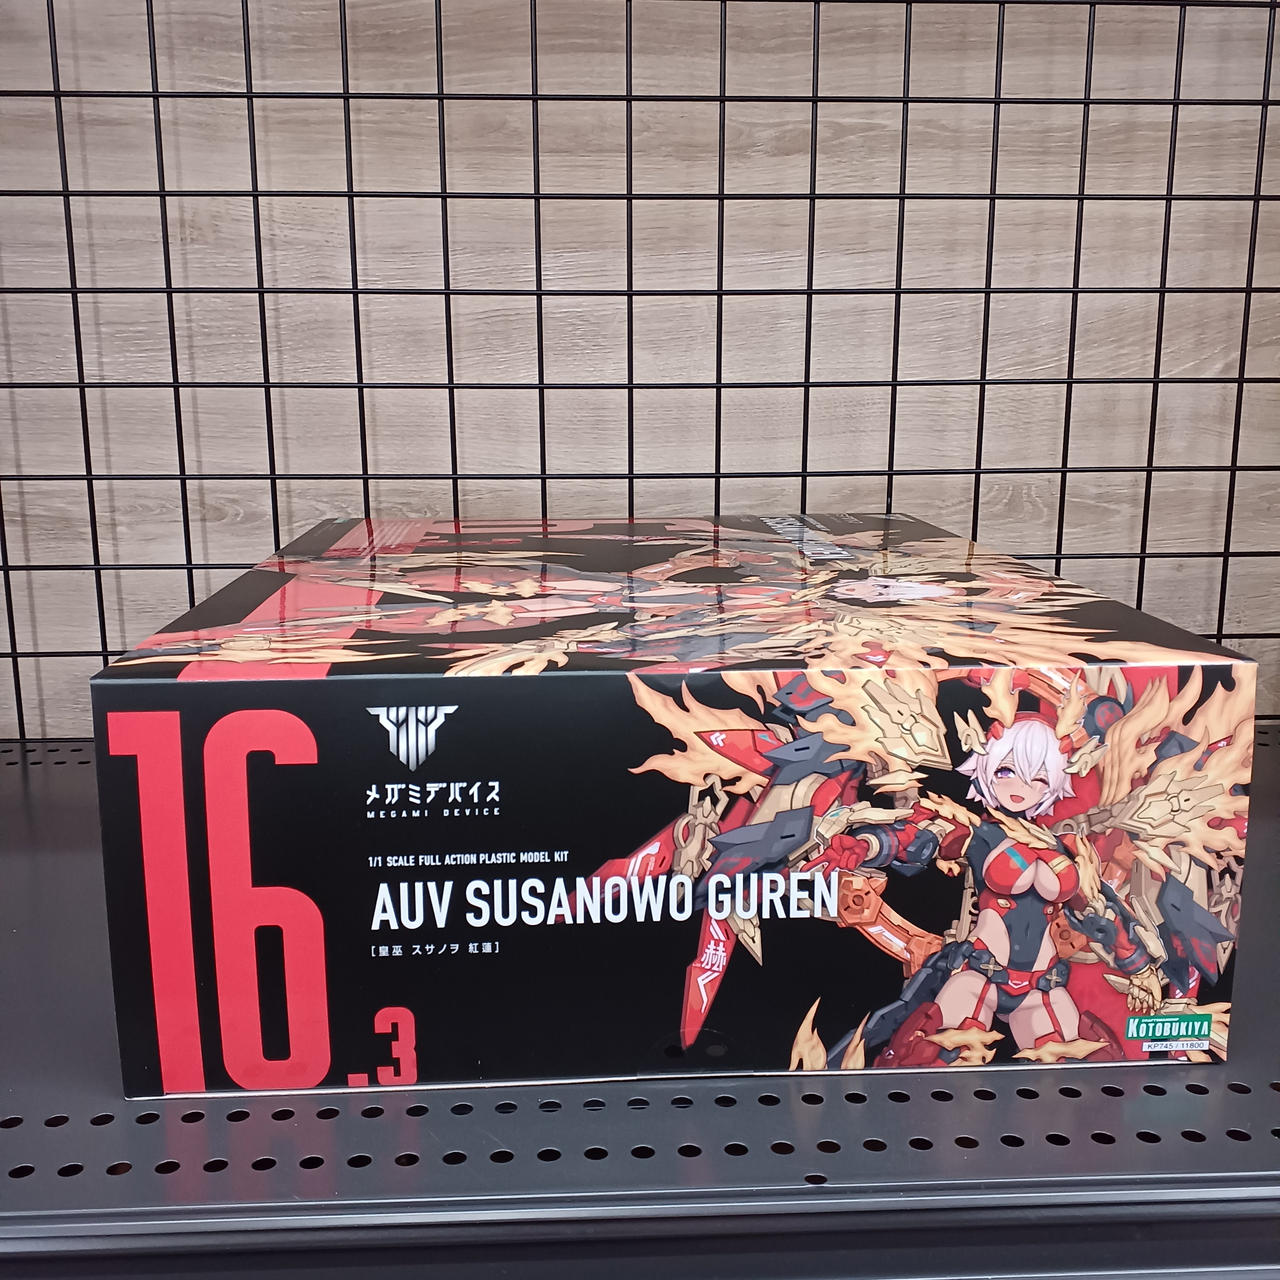 16.3
メガミデバイス
MEGAMI DEVICE
1/1 SCALE FULL ACTION PLASTIC MODEL KIT
AUV SUSANOWO GUREN
[皇巫 スサノヲ 紅蓮]
赫
KOTOBUKIYA
KP745 / 11800